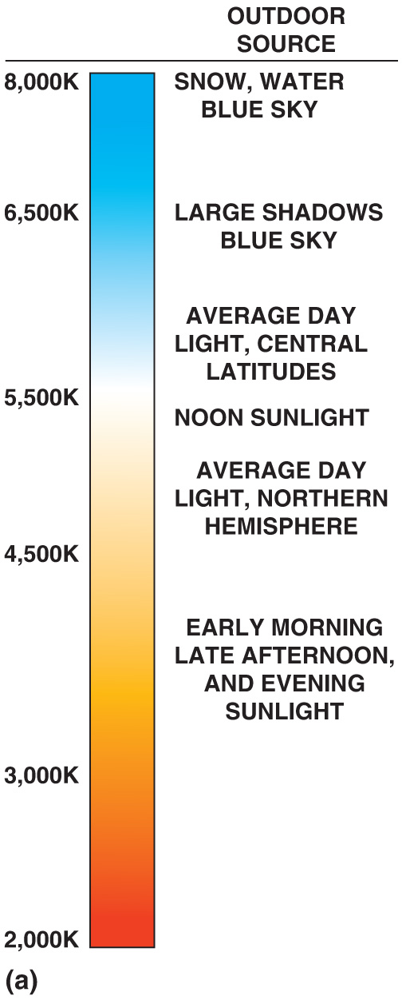 OUTDOOR
SOURCE
8,000K
SNOW, WATER
BLUE SKY
6,500K
LARGE SHADOWS
BLUE SKY
AVERAGE DAY
LIGHT, CENTRAL
LATITUDES
5,500K
NOON SUNLIGHT
AVERAGE DAY
LIGHT, NORTHERN
HEMISPHERE
4,500K
EARLY MORNING
LATE AFTERNOON,
AND EVENING
SUNLIGHT
3,000K
2,000K
(a)